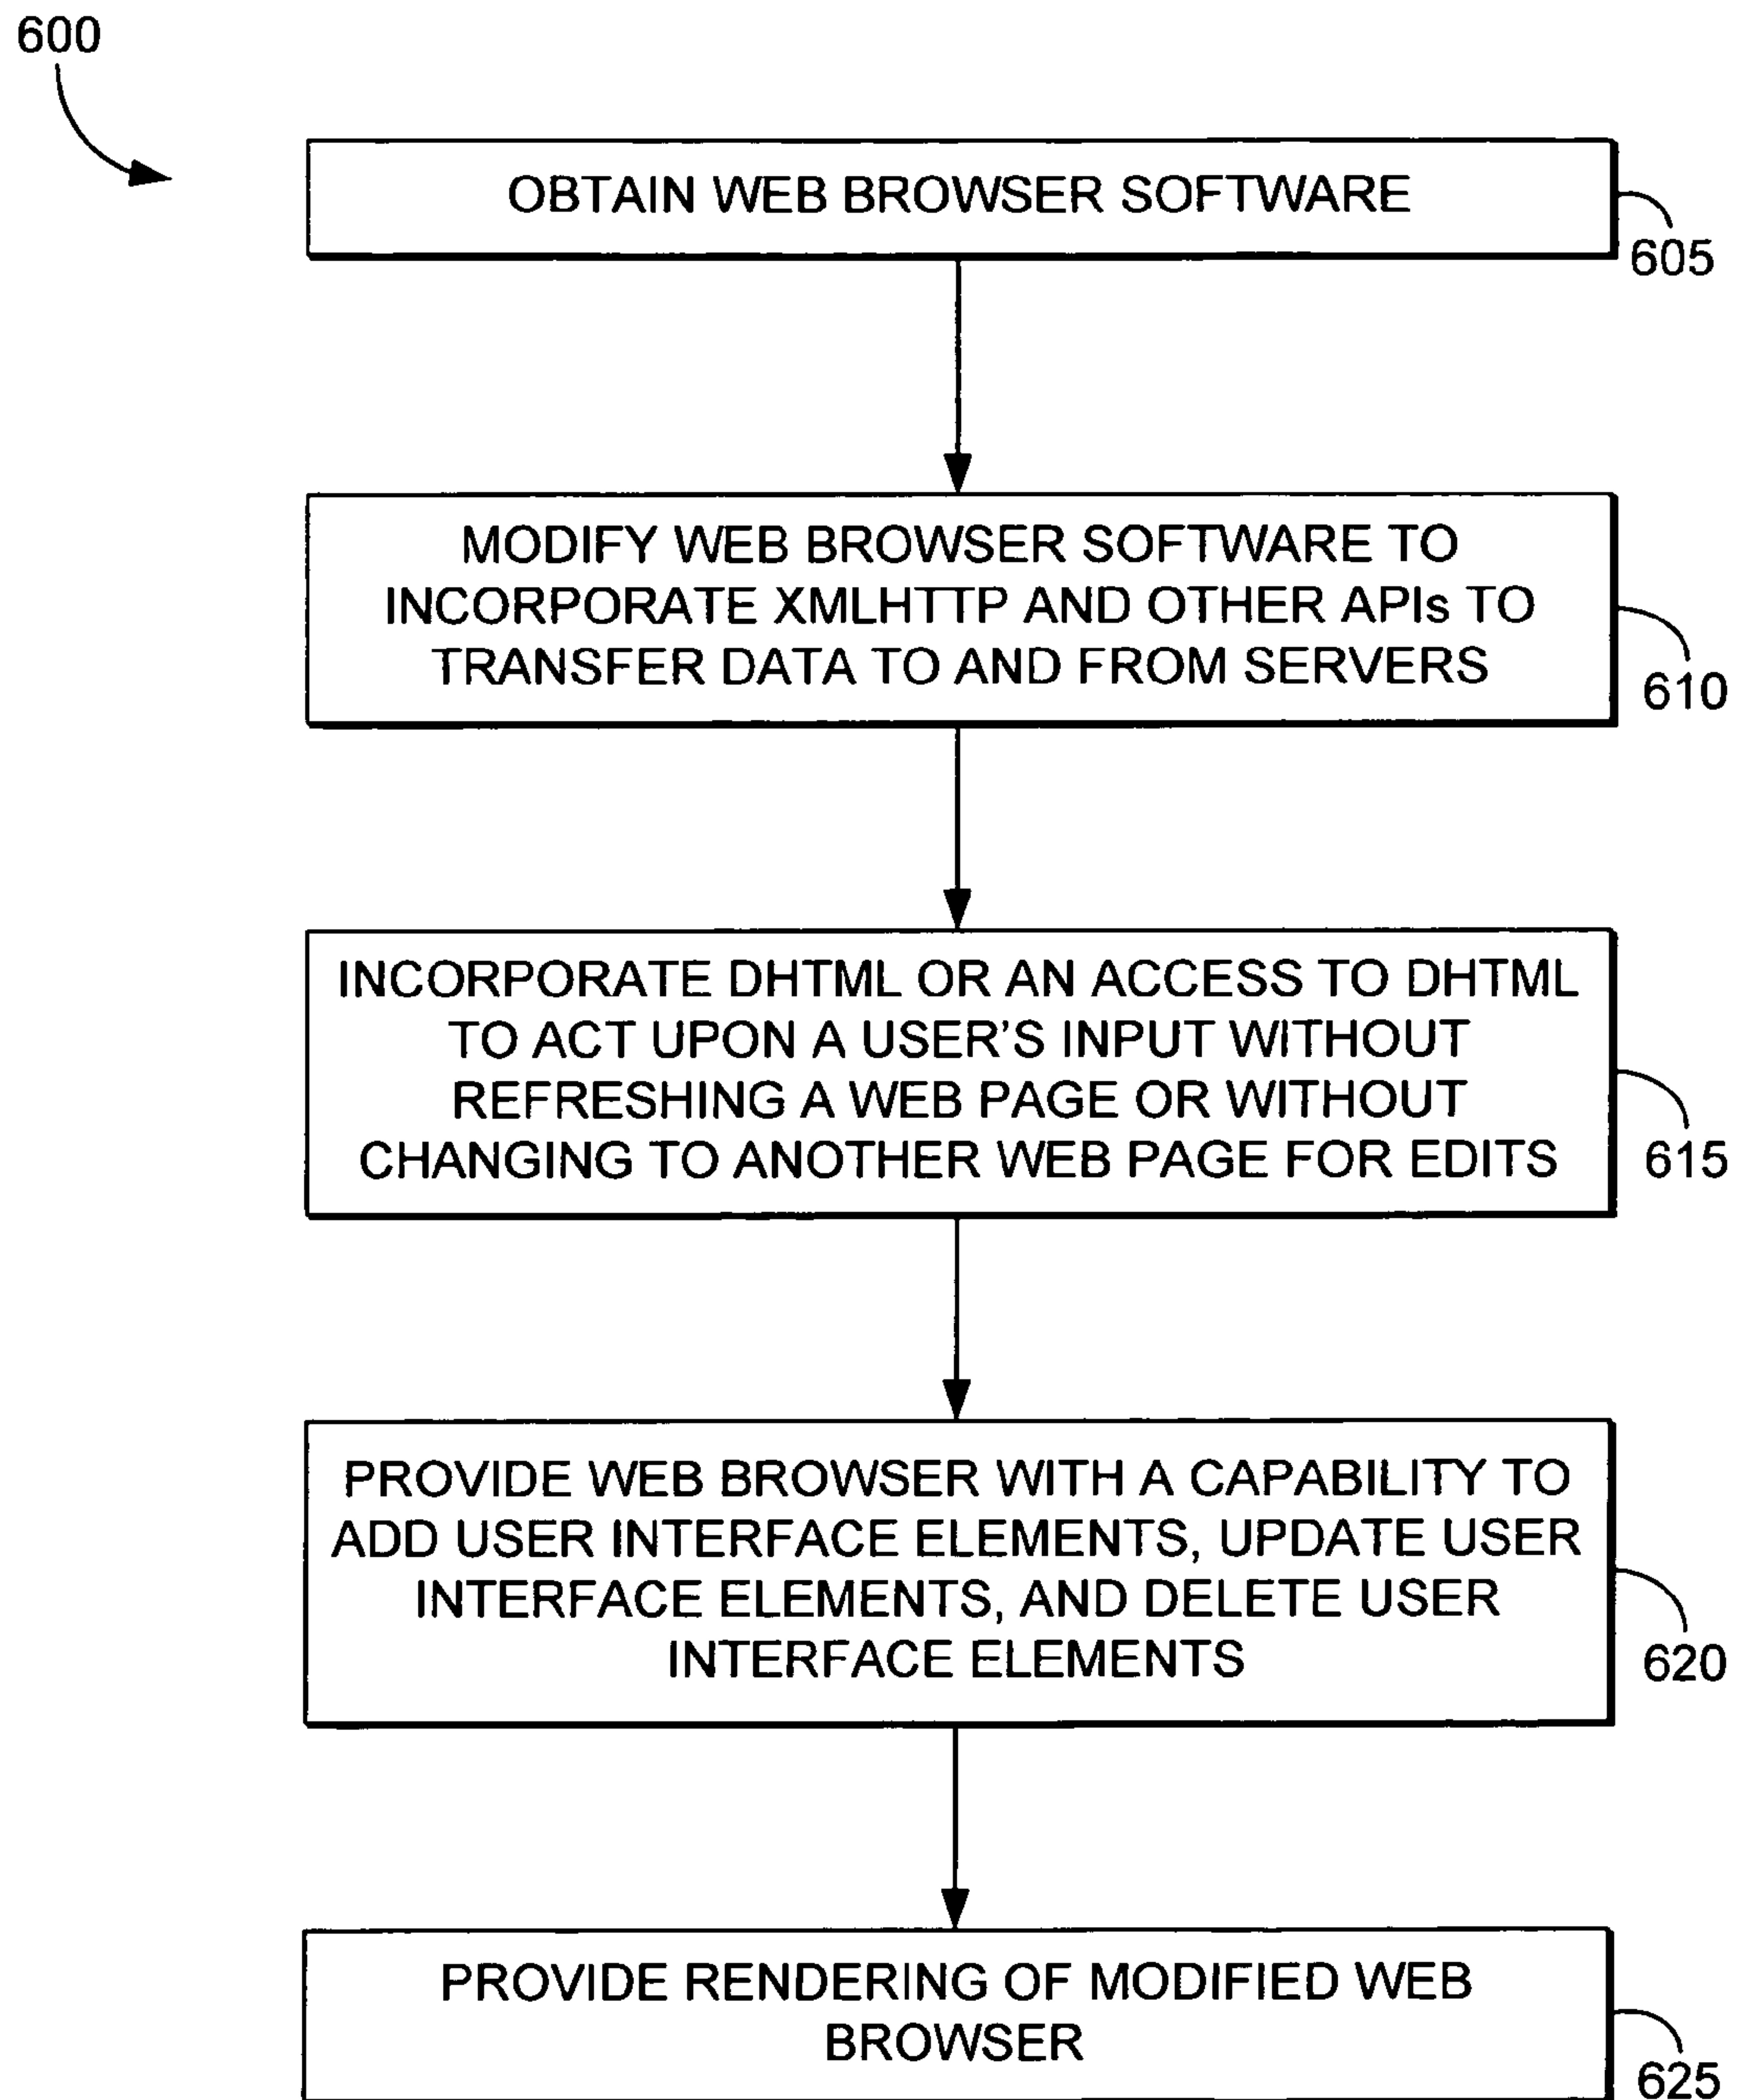 600
OBTAIN WEB BROWSER SOFTWARE
605
MODIFY WEB BROWSER SOFTWARE TO
INCORPORATE XMLHTTP AND OTHER APIs TO
TRANSFER DATA TO AND FROM SERVERS
610
INCORPORATE DHTML OR AN ACCESS TO DHTML
TO ACT UPON A USER'S INPUT WITHOUT
REFRESHING A WEB PAGE OR WITHOUT
CHANGING TO ANOTHER WEB PAGE FOR EDITS
615
PROVIDE WEB BROWSER WITH A CAPABILITY TO
ADD USER INTERFACE ELEMENTS, UPDATE USER
INTERFACE ELEMENTS, AND DELETE USER
INTERFACE ELEMENTS
620
PROVIDE RENDERING OF MODIFIED WEB
BROWSER
625